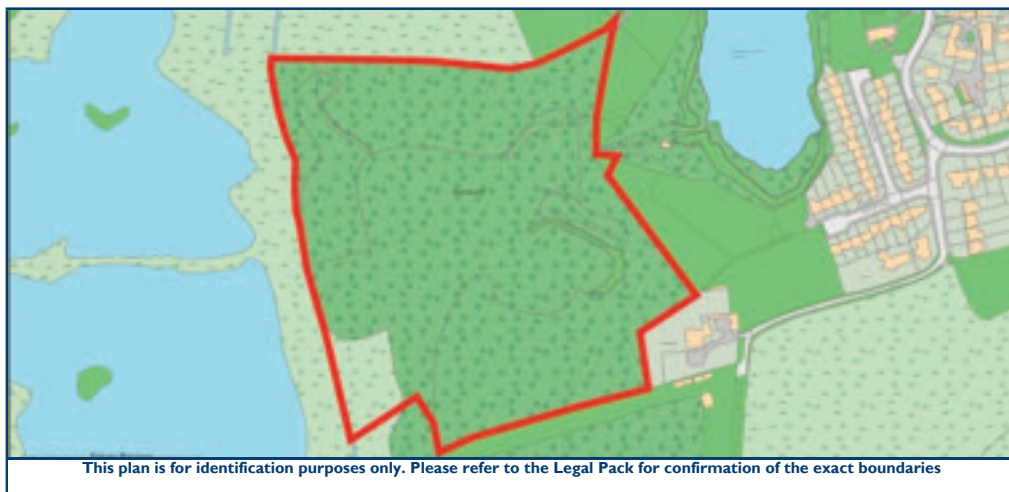 This plan is for identification purposes only. Please refer to the Legal Pack for confirmation of the exact boundaries